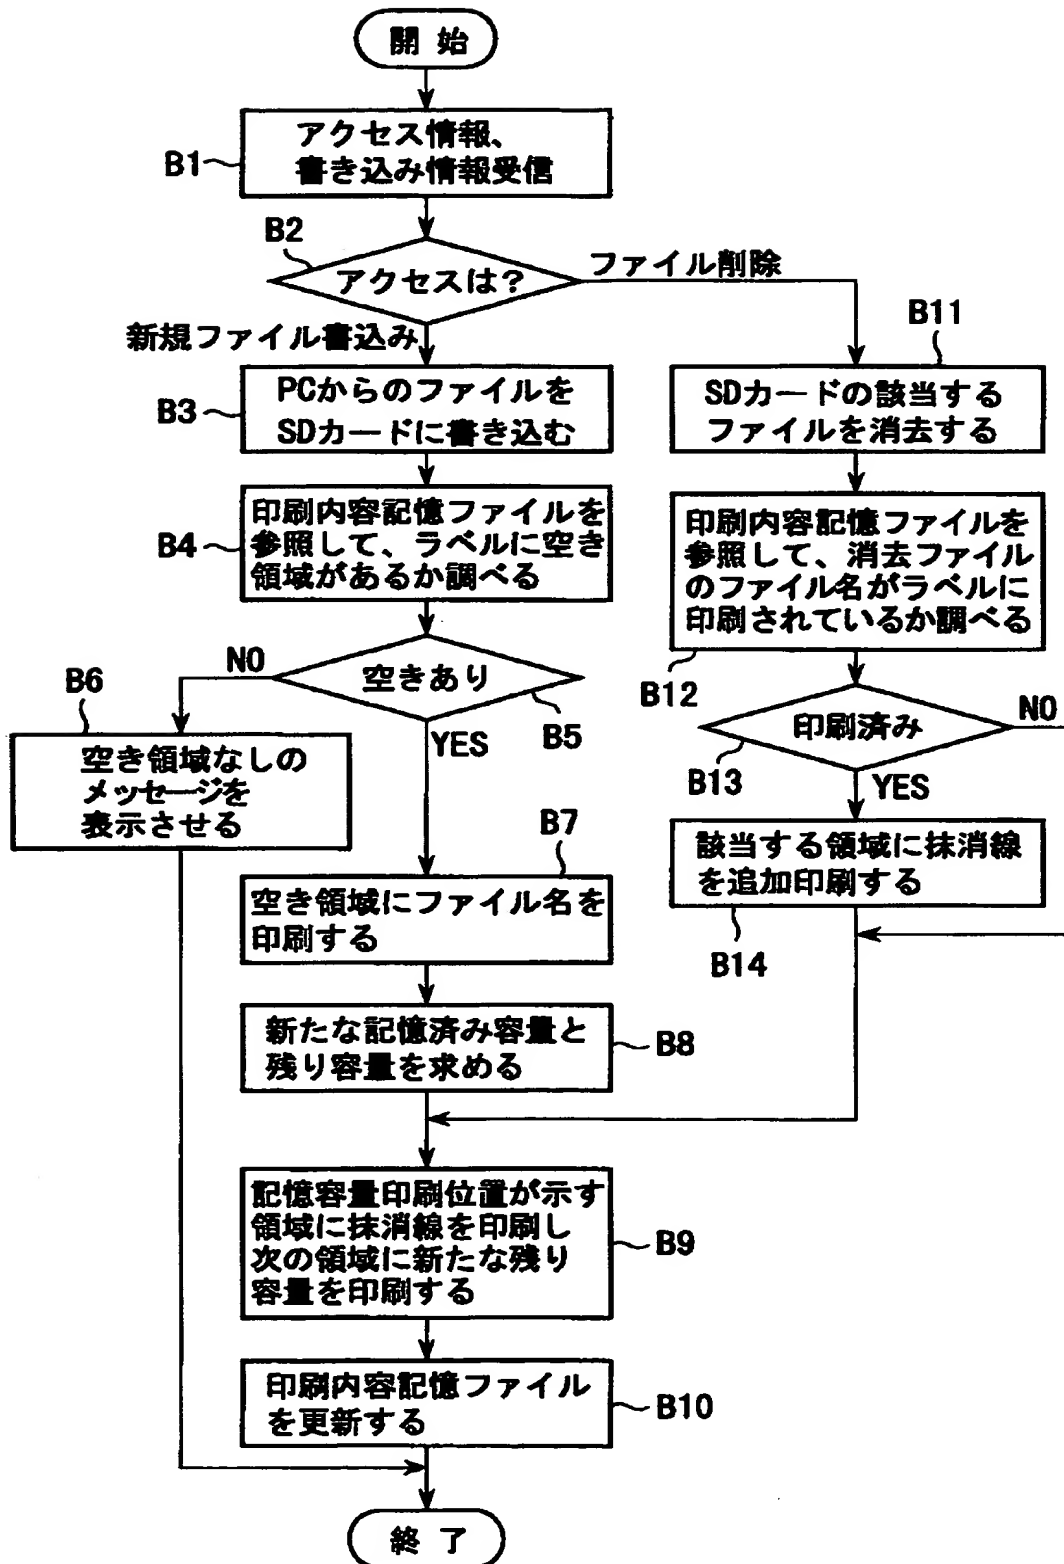 開始
B1
アクセス情報、
書き込み情報受信
B2
アクセスは?
ファイル削除
新規ファイル書込み
B3
PCからのファイルを
SDカードに書き込む
B4
印刷内容記憶ファイルを
参照して、ラベルに空き
領域があるか調べる
空きあり
B5
NO
YES
B6
空き領域なしの
メッセージを
表示させる
B7
空き領域にファイル名を
印刷する
新たな記憶済み容量と
残り容量を求める
B8
記憶容量印刷位置が示す
領域に抹消線を印刷し
次の領域に新たな残り
容量を印刷する
B9
印刷内容記憶ファイル
を更新する
B10
B11
SDカードの該当する
ファイルを消去する
印刷内容記憶ファイルを
参照して、消去ファイル
のファイル名がラベルに
印刷されているか調べる
B12
印刷済み
B13
NO
YES
該当する領域に抹消線
を追加印刷する
B14
終了